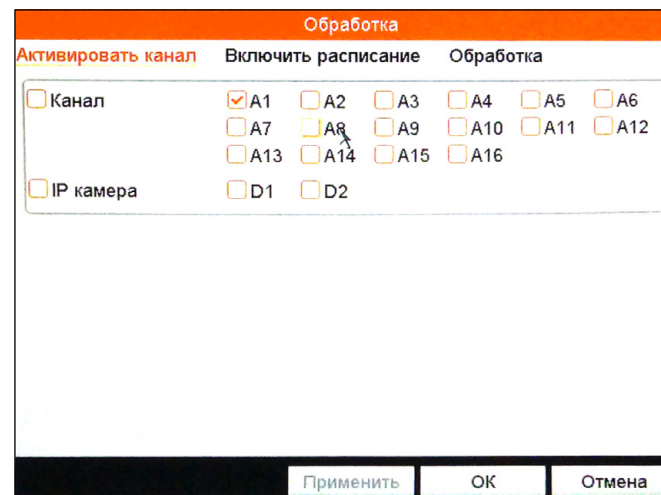 Обработка
Активировать канал Включить расписание Обработка
Канал A1 A2 A3 A4 A5 A6
A7 A8 A9 A10 A11 A12
A13 A14 A15 A16
IP камера D1 D2
Применить OK Отмена